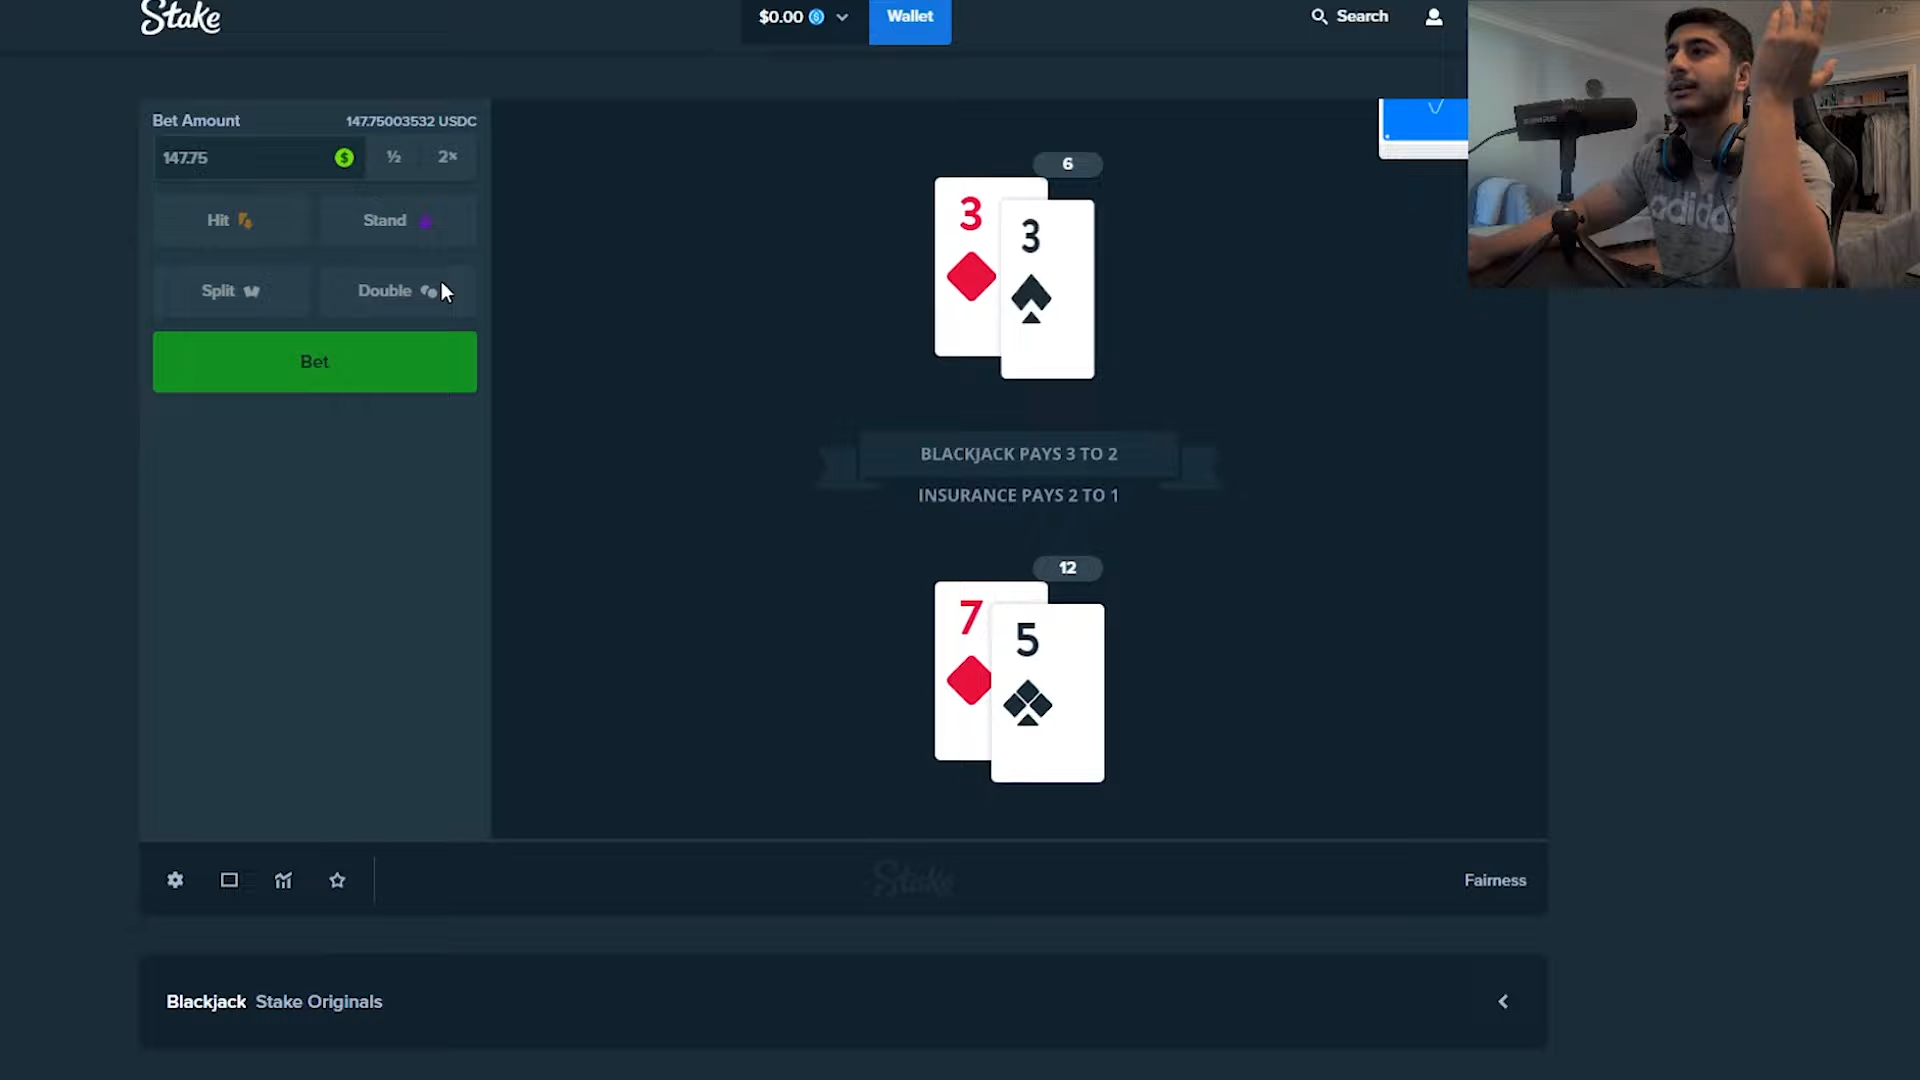 Stake
$0.00
Wallet
Search
Bet Amount
147.75003532 USDC
147.75
½
2×
Hit
Stand
Split
Double
Bet
6
3
3
BLACKJACK PAYS 3 TO 2
INSURANCE PAYS 2 TO 1
12
7
5
adidas
Stake
Fairness
Blackjack Stake Originals